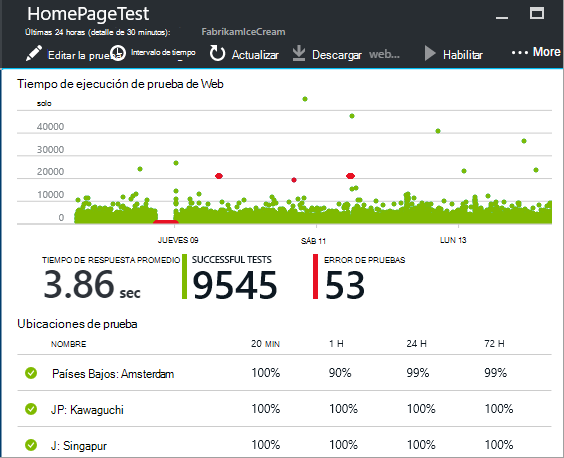 HomePageTest
Últimas 24 horas (detalle de 30 minutos): FabrikamIceCream
Editar la prueba Intervalo de tiempo Actualizar Descargar web... Habilitar ... More
Tiempo de ejecución de prueba de Web
solo
40000
30000
20000
10000
0
JUEVES 09 SÁB 11 LUN 13
TIEMPO DE RESPUESTA PROMEDIO SUCCESSFUL TESTS ERROR DE PRUEBAS
3.86 sec 9545 53
Ubicaciones de prueba
NOMBRE 20 MIN 1 H 24 H 72 H
Países Bajos: Amsterdam 100% 90% 99% 99%
JP: Kawaguchi 100% 100% 100% 100%
J: Singapur 100% 100% 100% 100%